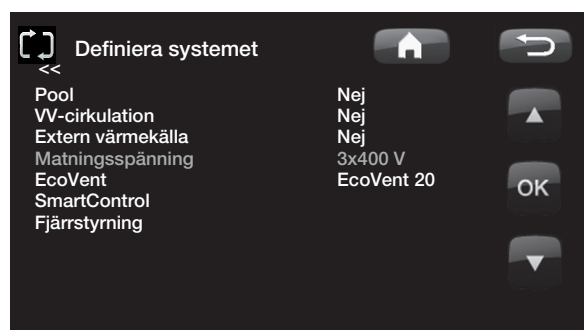 Definiera systemet
<<
Pool Nej
VV-cirkulation Nej
Extern värmekälla Nej
Matningsspänning 3x400 V
EcoVent EcoVent 20
SmartControl
Fjärrstyrning
OK